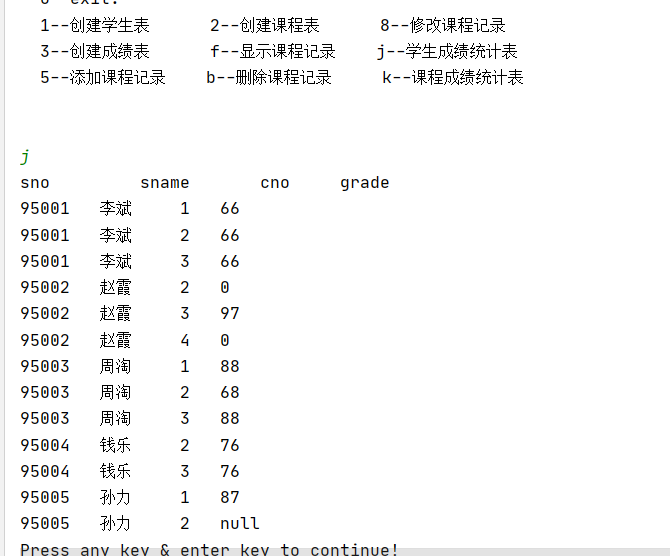 1--创建学生表 2--创建课程表 8--修改课程记录
3--创建成绩表 f--显示课程记录 j--学生成绩统计表
5--添加课程记录 b--删除课程记录 k--课程成绩统计表
j
sno sname cno grade
95001 李斌 1 66
95001 李斌 2 66
95001 李斌 3 66
95002 赵霞 2 0
95002 赵霞 3 97
95002 赵霞 4 0
95003 周淘 1 88
95003 周淘 2 68
95003 周淘 3 88
95004 钱乐 2 76
95004 钱乐 3 76
95005 孙力 1 87
95005 孙力 2 null
Press any key & enter key to continue!